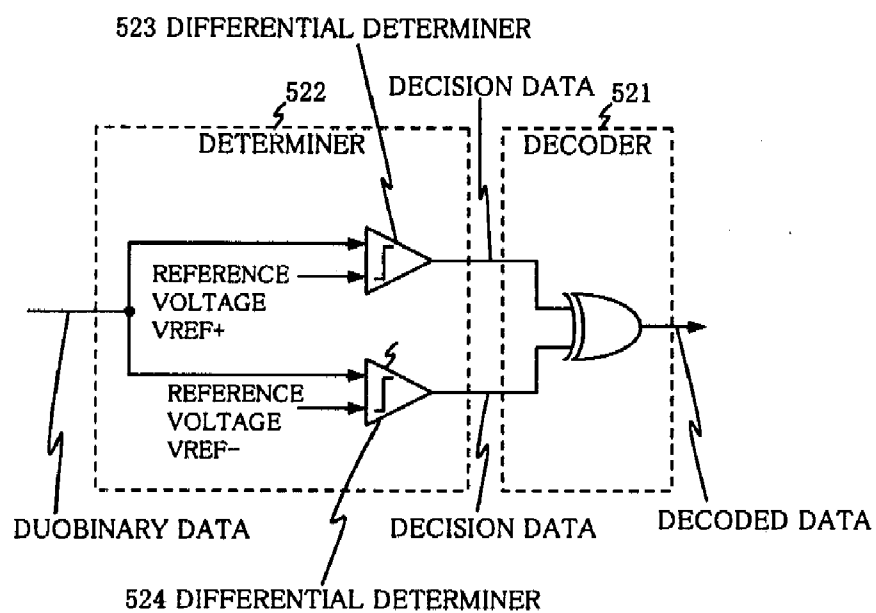 523 DIFFERENTIAL DETERMINER
DECISION DATA
522
521
DETERMINER
DECODER
REFERENCE
VOLTAGE
VREF+
REFERENCE
VOLTAGE
VREF-
DUOBINARY DATA
DECISION DATA
DECODED DATA
524 DIFFERENTIAL DETERMINER